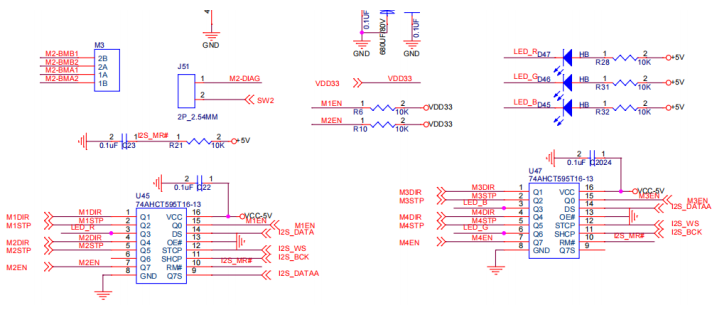 4
GND
0.1UF
GND
680UF/80V
0.1UF
GND
M3
M2-BMB1
M2-BMB2
M2-BMA1
M2-BMA2
2B
2A
1A
1B
J51
1
2
M2-DIAG
SW2
2P_2.54MM
VDD33
VDD33
M1EN
1
2
R6
10K
VDD33
M2EN
1
2
R10
10K
VDD33
LED_R
D47
HB
1
2
R28
10K
+5V
LED_G
D46
HB
1
2
R31
10K
+5V
LED_B
D45
HB
1
2
R32
10K
+5V
2
1
I2S_MR#
0.1uF
C23
2
1
R21
10K
+5V
U45
74AHCT595T16-13
2
1
0.1uF
C22
VCC-5V
M1DIR
M1DIR
1
Q1
VCC
16
M1STP
M1STP
2
Q2
Q0
15
M1EN
M1EN
LED_R
3
Q3
DS
14
I2S_DATA
M2DIR
M2DIR
4
Q4
OE#
13
M2STP
M2STP
5
Q5
STCP
12
I2S_WS
6
Q6
SHCP
11
I2S_BCK
M2EN
M2EN
7
Q7
RM#
10
I2S_MR#
8
GND
Q7S
9
I2S_DATAA
GND
U47
74AHCT595T16-13
2
1
0.1uF
C2024
VCC-5V
M3DIR
M3DIR
1
Q1
VCC
16
M3STP
M3STP
2
Q2
Q0
15
M3EN
M3EN
LED_B
3
Q3
DS
14
I2S_DATAA
M4DIR
M4DIR
4
Q4
OE#
13
M4STP
M4STP
5
Q5
STCP
12
I2S_WS
LED_G
6
Q6
SHCP
11
I2S_BCK
M4EN
M4EN
7
Q7
RM#
10
I2S_MR#
8
GND
Q7S
9
GND